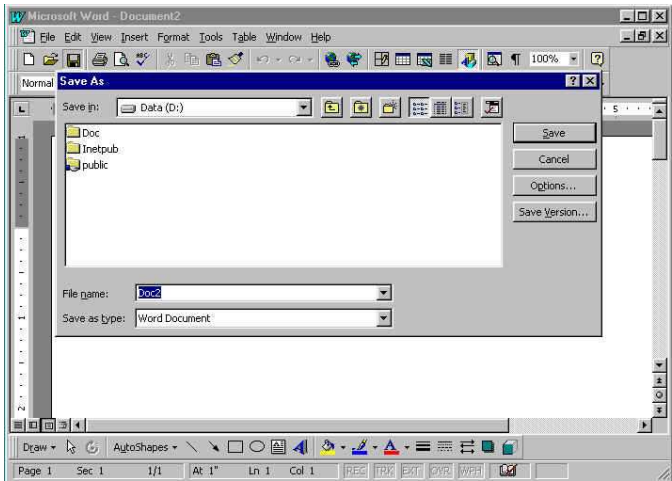 Microsoft Word - Document2
File Edit View Insert Format Tools Table Window Help
100%
Normal
Save As
Save in: Data (D:)
Doc
Inetpub
public
Save
Cancel
Options...
Save Version...
File name: Doc2
Save as type: Word Document
5
2
Draw AutoShapes
Page 1 Sec 1 1/1 At 1" Ln 1 Col 1 REC TRK EXT OVR WPH